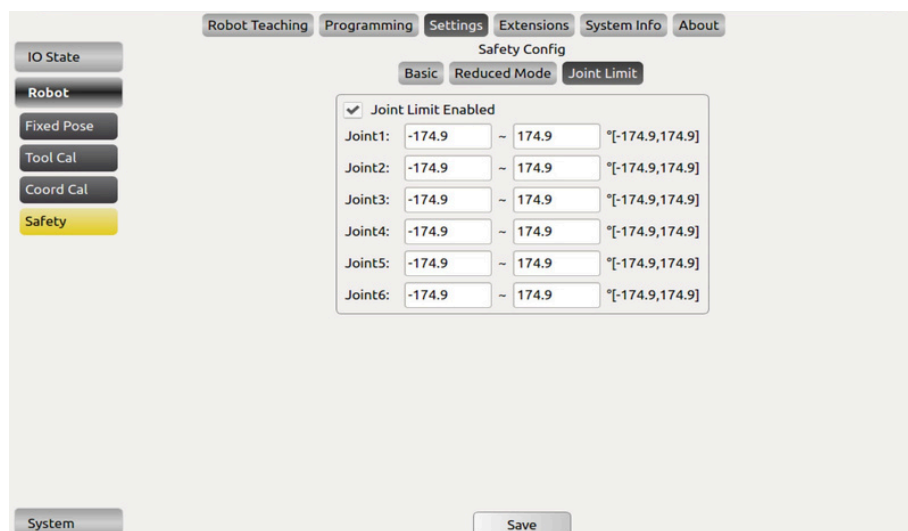 Robot Teaching Programming Settings Extensions System Info About
IO State
Robot
Fixed Pose
Tool Cal
Coord Cal
Safety
System
Safety Config
Basic Reduced Mode Joint Limit
Joint Limit Enabled
Joint1: -174.9 ~ 174.9 °[-174.9,174.9]
Joint2: -174.9 ~ 174.9 °[-174.9,174.9]
Joint3: -174.9 ~ 174.9 °[-174.9,174.9]
Joint4: -174.9 ~ 174.9 °[-174.9,174.9]
Joint5: -174.9 ~ 174.9 °[-174.9,174.9]
Joint6: -174.9 ~ 174.9 °[-174.9,174.9]
Save